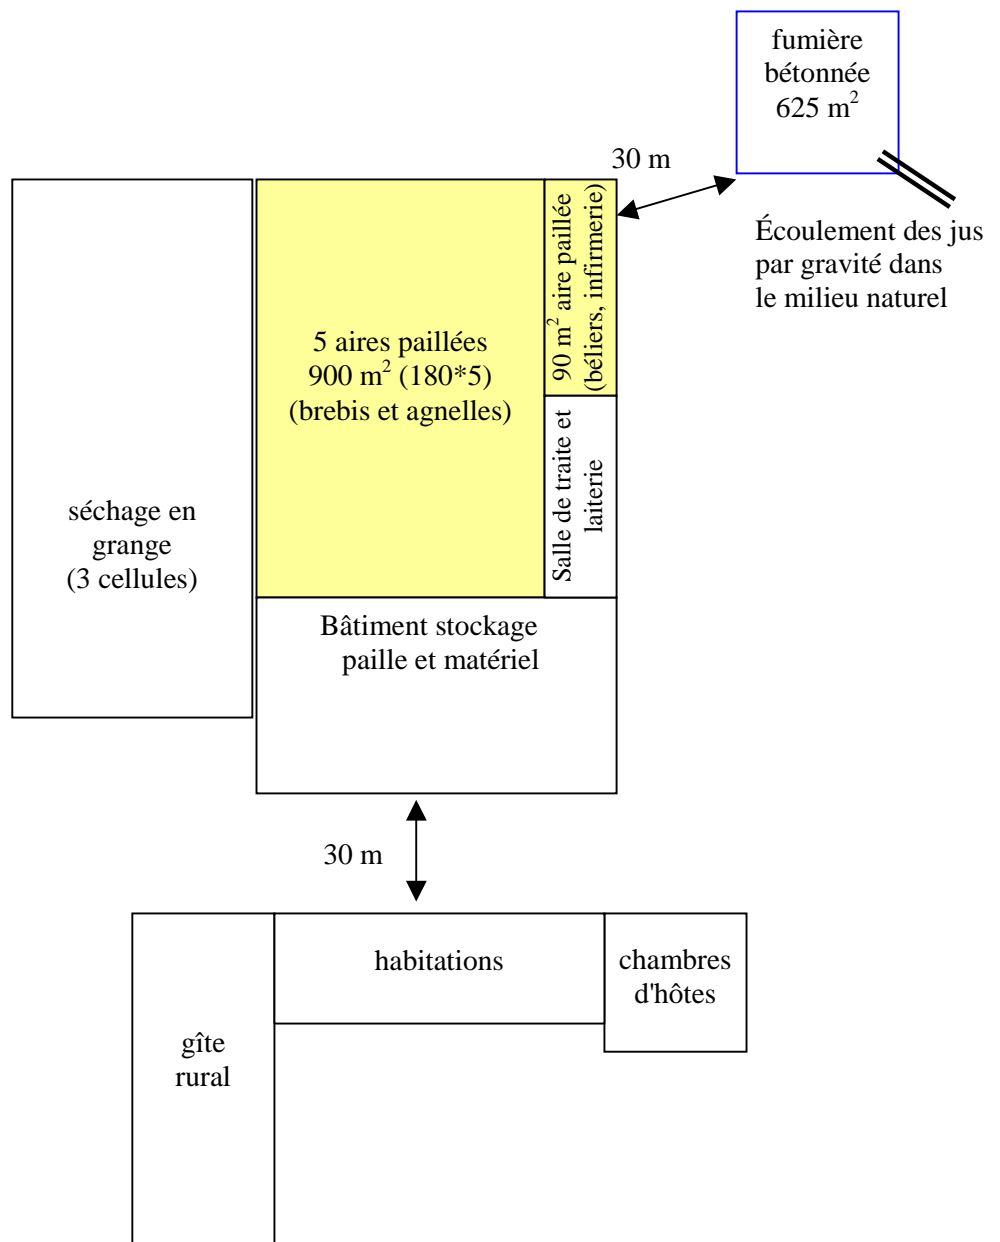 fumière
bétonnée
625 m²
30 m
Écoulement des jus
par gravité dans
le milieu naturel
90 m² aire paillée
(béliers, infirmerie)
5 aires paillées
900 m² (180*5)
(brebis et agnelles)
Salle de traite et
laiterie
séchage en
grange
(3 cellules)
Bâtiment stockage
paille et matériel
30 m
habitations
chambres
d'hôtes
gîte
rural